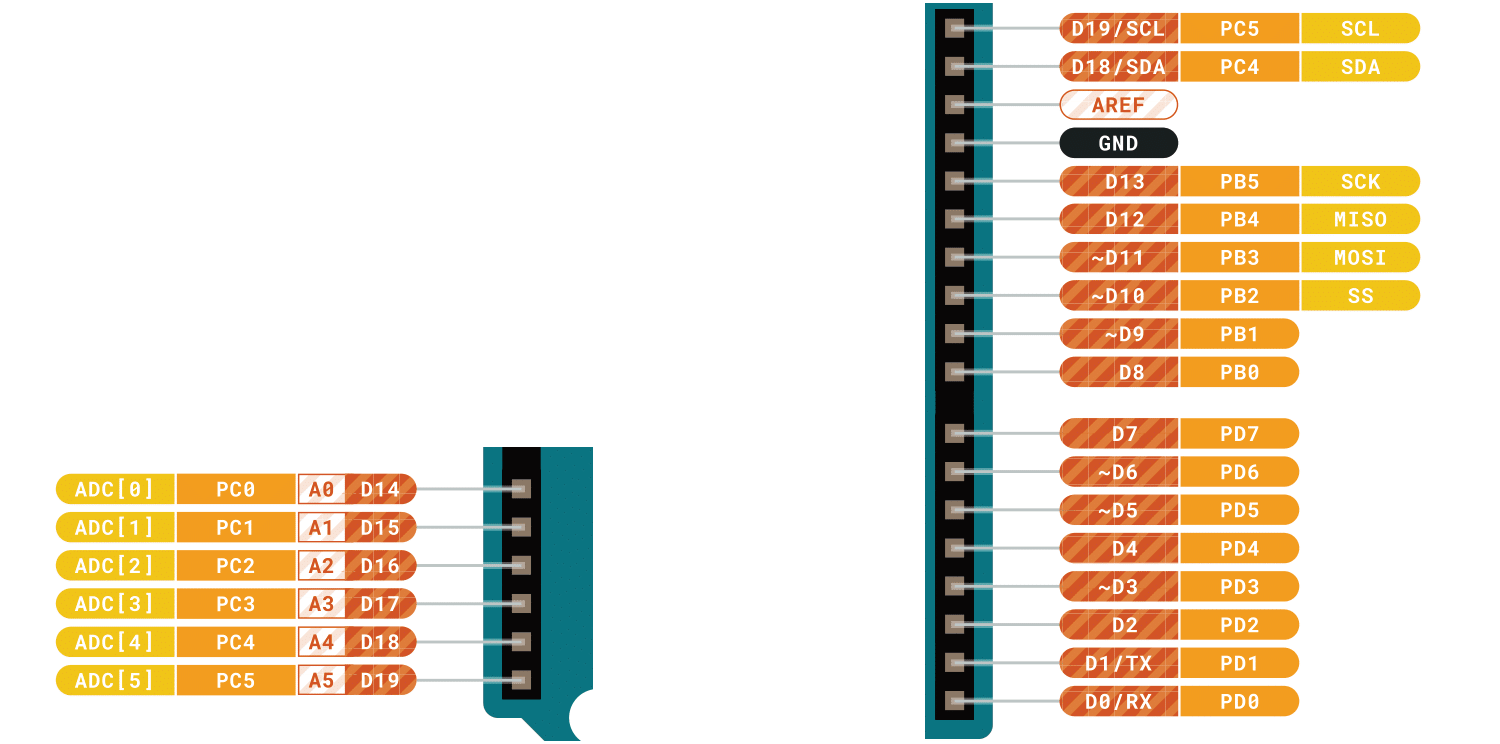 D19/SCL PC5 SCL
D18/SDA PC4 SDA
AREF
GND
D13 PB5 SCK
D12 PB4 MISO
~D11 PB3 MOSI
~D10 PB2 SS
~D9 PB1
D8 PB0
D7 PD7
~D6 PD6
~D5 PD5
D4 PD4
~D3 PD3
D2 PD2
D1/TX PD1
D0/RX PD0
ADC[0] PC0 A0 D14
ADC[1] PC1 A1 D15
ADC[2] PC2 A2 D16
ADC[3] PC3 A3 D17
ADC[4] PC4 A4 D18
ADC[5] PC5 A5 D19